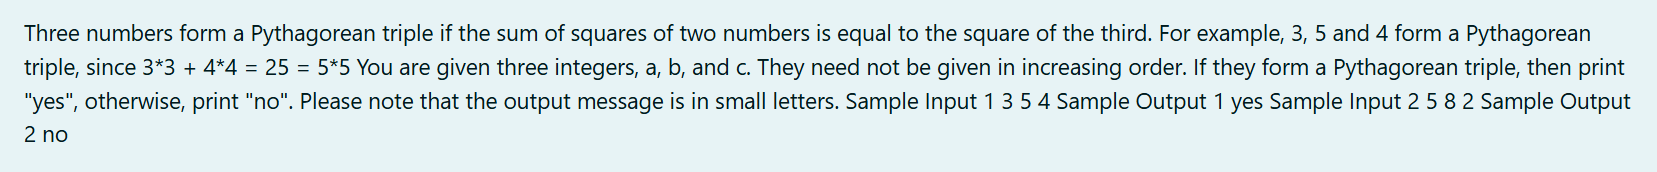 Three numbers form a Pythagorean triple if the sum of squares of two numbers is equal to the square of the third. For example, 3, 5 and 4 form a Pythagorean
triple, since 3*3 + 4*4 = 25 = 5*5 You are given three integers, a, b, and c. They need not be given in increasing order. If they form a Pythagorean triple, then print
"yes", otherwise, print "no". Please note that the output message is in small letters. Sample Input 1 3 5 4 Sample Output 1 yes Sample Input 2 5 8 2 Sample Output
2 no